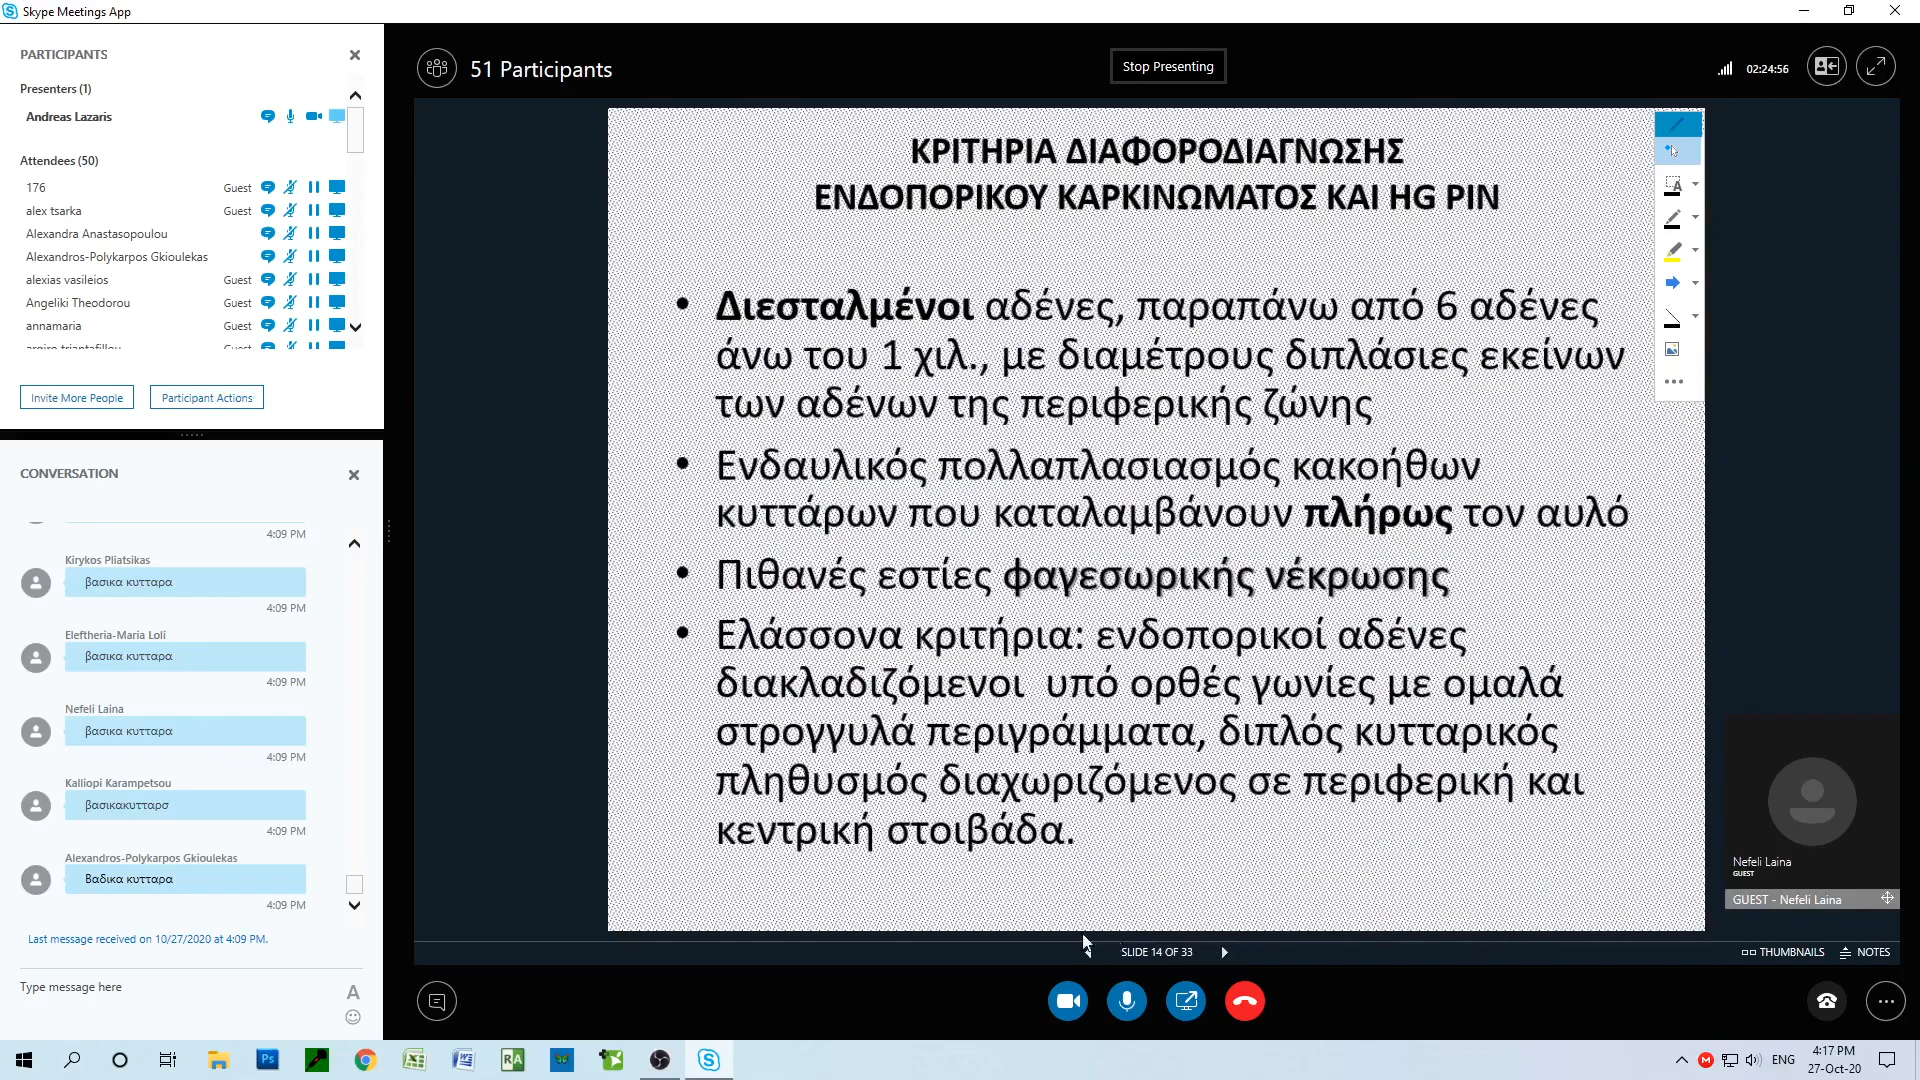 Skype Meetings App
PARTICIPANTS
Presenters (1)
Andreas Lazaris
Attendees (50)
176 Guest
alex tsarka Guest
Alexandra Anastasopoulou
Alexandros-Polykarpos Gkioulekas
alexias vasileios Guest
Angeliki Theodorou Guest
annamaria Guest
Invite More People
Participant Actions
CONVERSATION
4:09 PM
Kirykos Pliatsikas
βασικα κυτταρα
4:09 PM
Eleftheria-Maria Loli
βασικα κυτταρα
4:09 PM
Nefeli Laina
βασικα κυτταρα
4:09 PM
Kalliopi Karampetsou
βασικακυτταρσ
4:09 PM
Alexandros-Polykarpos Gkioulekas
Βαδικα κυτταρα
4:09 PM
Last message received on 10/27/2020 at 4:09 PM.
Type message here
A
51 Participants
Stop Presenting
02:24:56
ΚΡΙΤΗΡΙΑ ΔΙΑΦΟΡΟΔΙΑΓΝΩΣΗΣ
ΕΝΔΟΠΟΡΙΚΟΥ ΚΑΡΚΙΝΩΜΑΤΟΣ ΚΑΙ HG PIN
• Διεσταλμένοι αδένες, παραπάνω από 6 αδένες
άνω του 1 χιλ., με διαμέτρους διπλάσιες εκείνων
των αδένων της περιφερικής ζώνης
• Ενδαυλικός πολλαπλασιασμός κακοήθων
κυττάρων που καταλαμβάνουν πλήρως τον αυλό
• Πιθανές εστίες φαγεσωρικής νέκρωσης
• Ελάσσονα κριτήρια: ενδοπορικοί αδένες
διακλαδιζόμενοι υπό ορθές γωνίες με ομαλά
στρογγυλά περιγράμματα, διπλός κυτταρικός
πληθυσμός διαχωριζόμενος σε περιφερική και
κεντρική στοιβάδα.
Nefeli Laina
GUEST
GUEST - Nefeli Laina
SLIDE 14 OF 33
THUMBNAILS
NOTES
ENG
4:17 PM
27-Oct-20